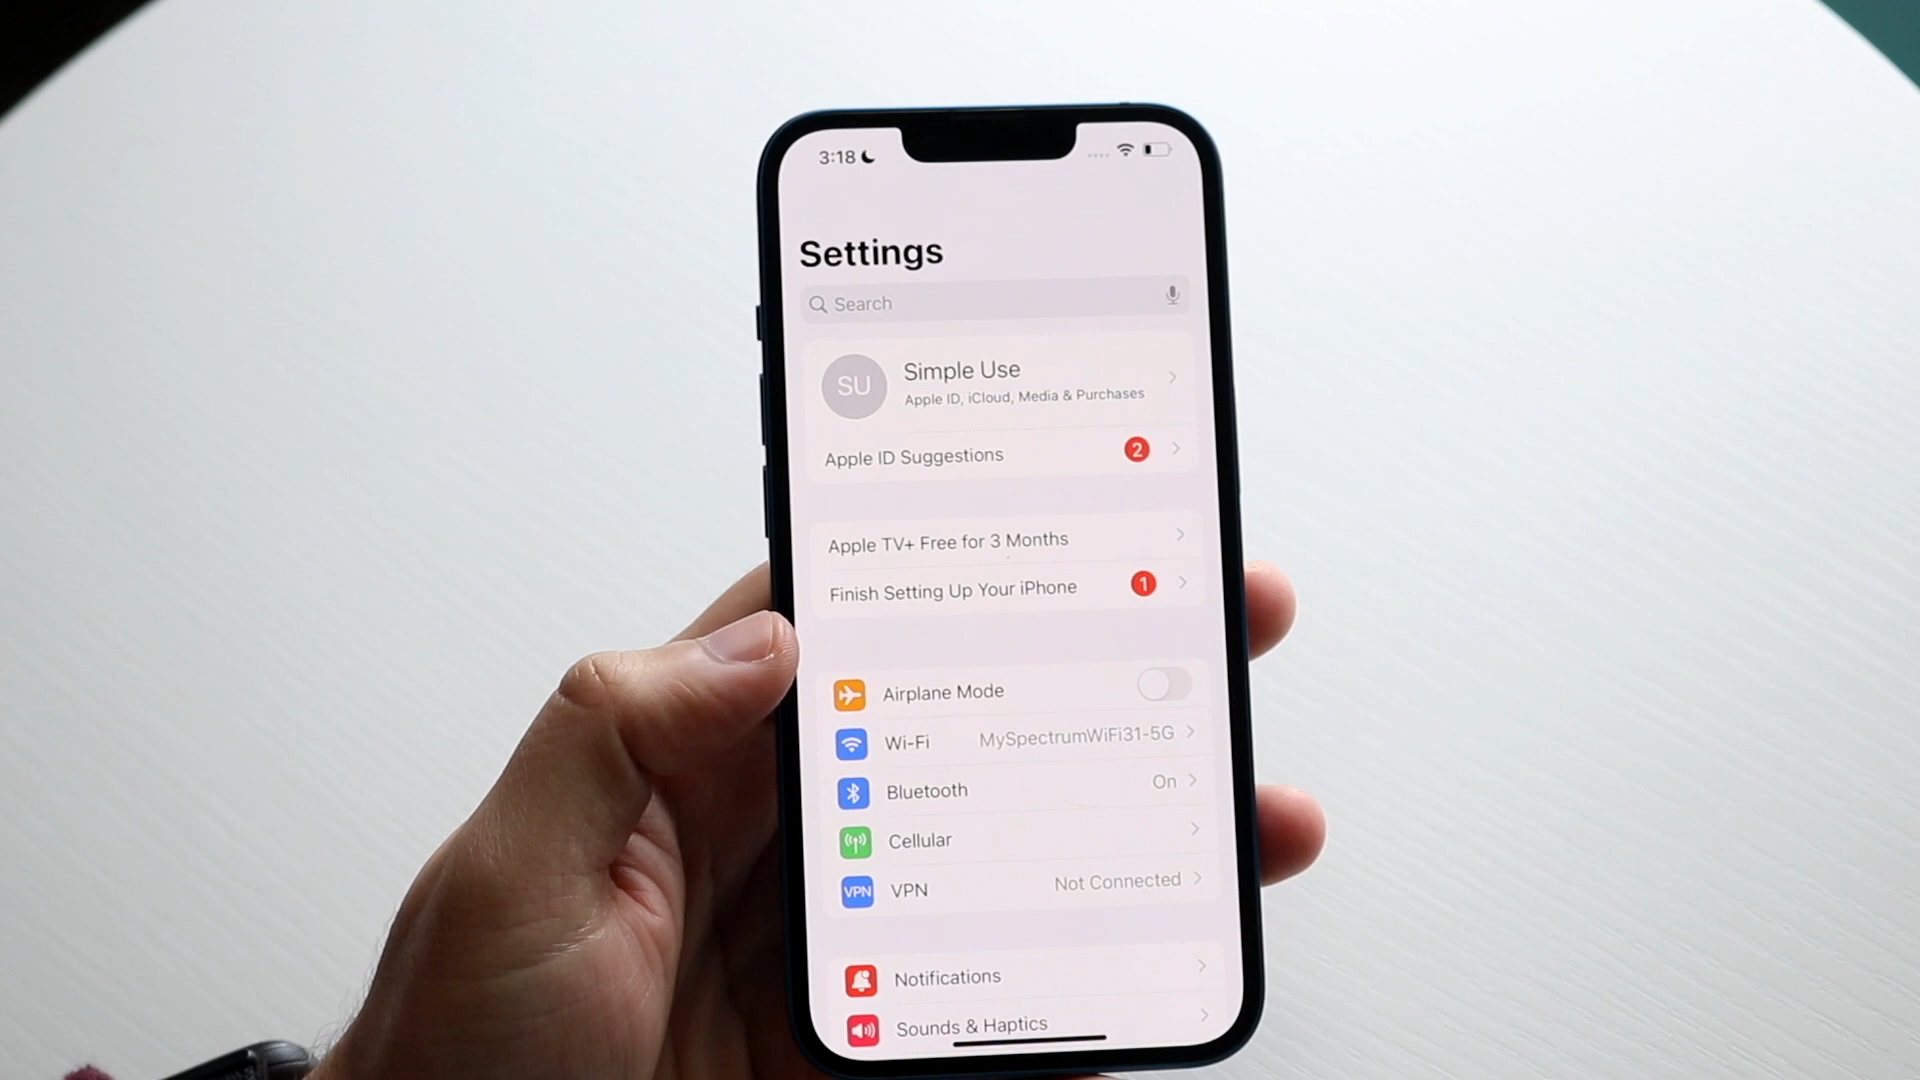 3:18
Settings
Search
SU
Simple Use
Apple ID, iCloud, Media & Purchases
Apple ID Suggestions 2
Apple TV+ Free for 3 Months
Finish Setting Up Your iPhone 1
Airplane Mode
Wi-Fi MySpectrumWiFi31-5G
Bluetooth On
Cellular
VPN VPN Not Connected
Notifications
Sounds & Haptics